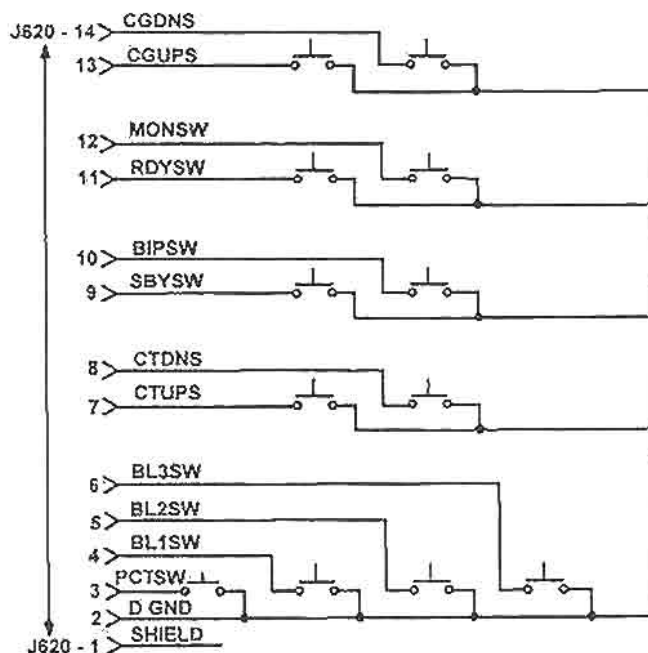 J620 - 14 CGDNS
13 CGUPS
12 MONSW
11 RDYSW
10 BIPSW
9 SBYSW
8 CTDNS
7 CTUPS
6 BL3SW
5 BL2SW
4 BL1SW
3 PCTSW
2 D GND
J620 - 1 SHIELD